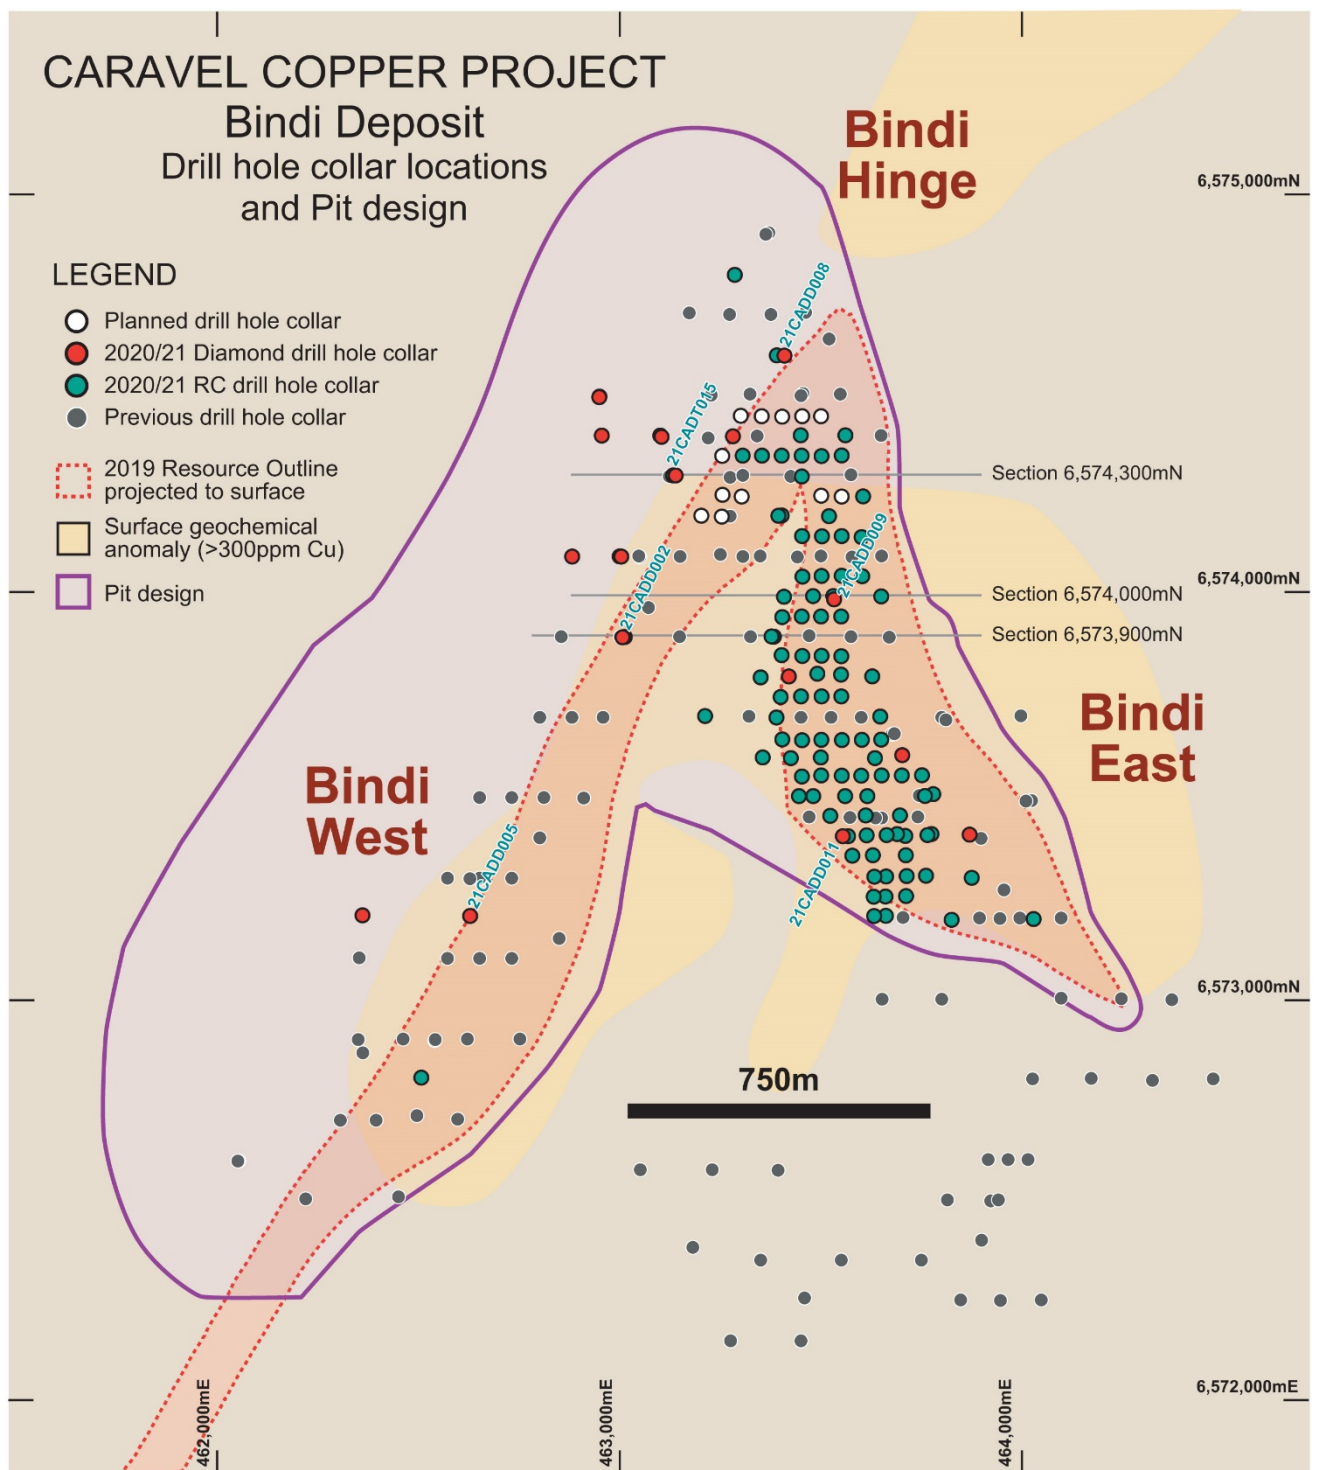 CARAVEL COPPER PROJECT
Bindi Deposit
Drill hole collar locations
and Pit design
LEGEND
Planned drill hole collar
2020/21 Diamond drill hole collar
2020/21 RC drill hole collar
Previous drill hole collar
2019 Resource Outline
projected to surface
Surface geochemical
anomaly (>300ppm Cu)
Pit design
Bindi
Hinge
6,575,000mN
21CADD008
21CADT015
Section 6,574,300mN
21CADD009
21CADD002
6,574,000mN
Section 6,574,000mN
Section 6,573,900mN
Bindi
East
Bindi
West
21CADD005
21CADD011
6,573,000mN
750m
462,000mE
463,000mE
464,000mE
6,572,000mE